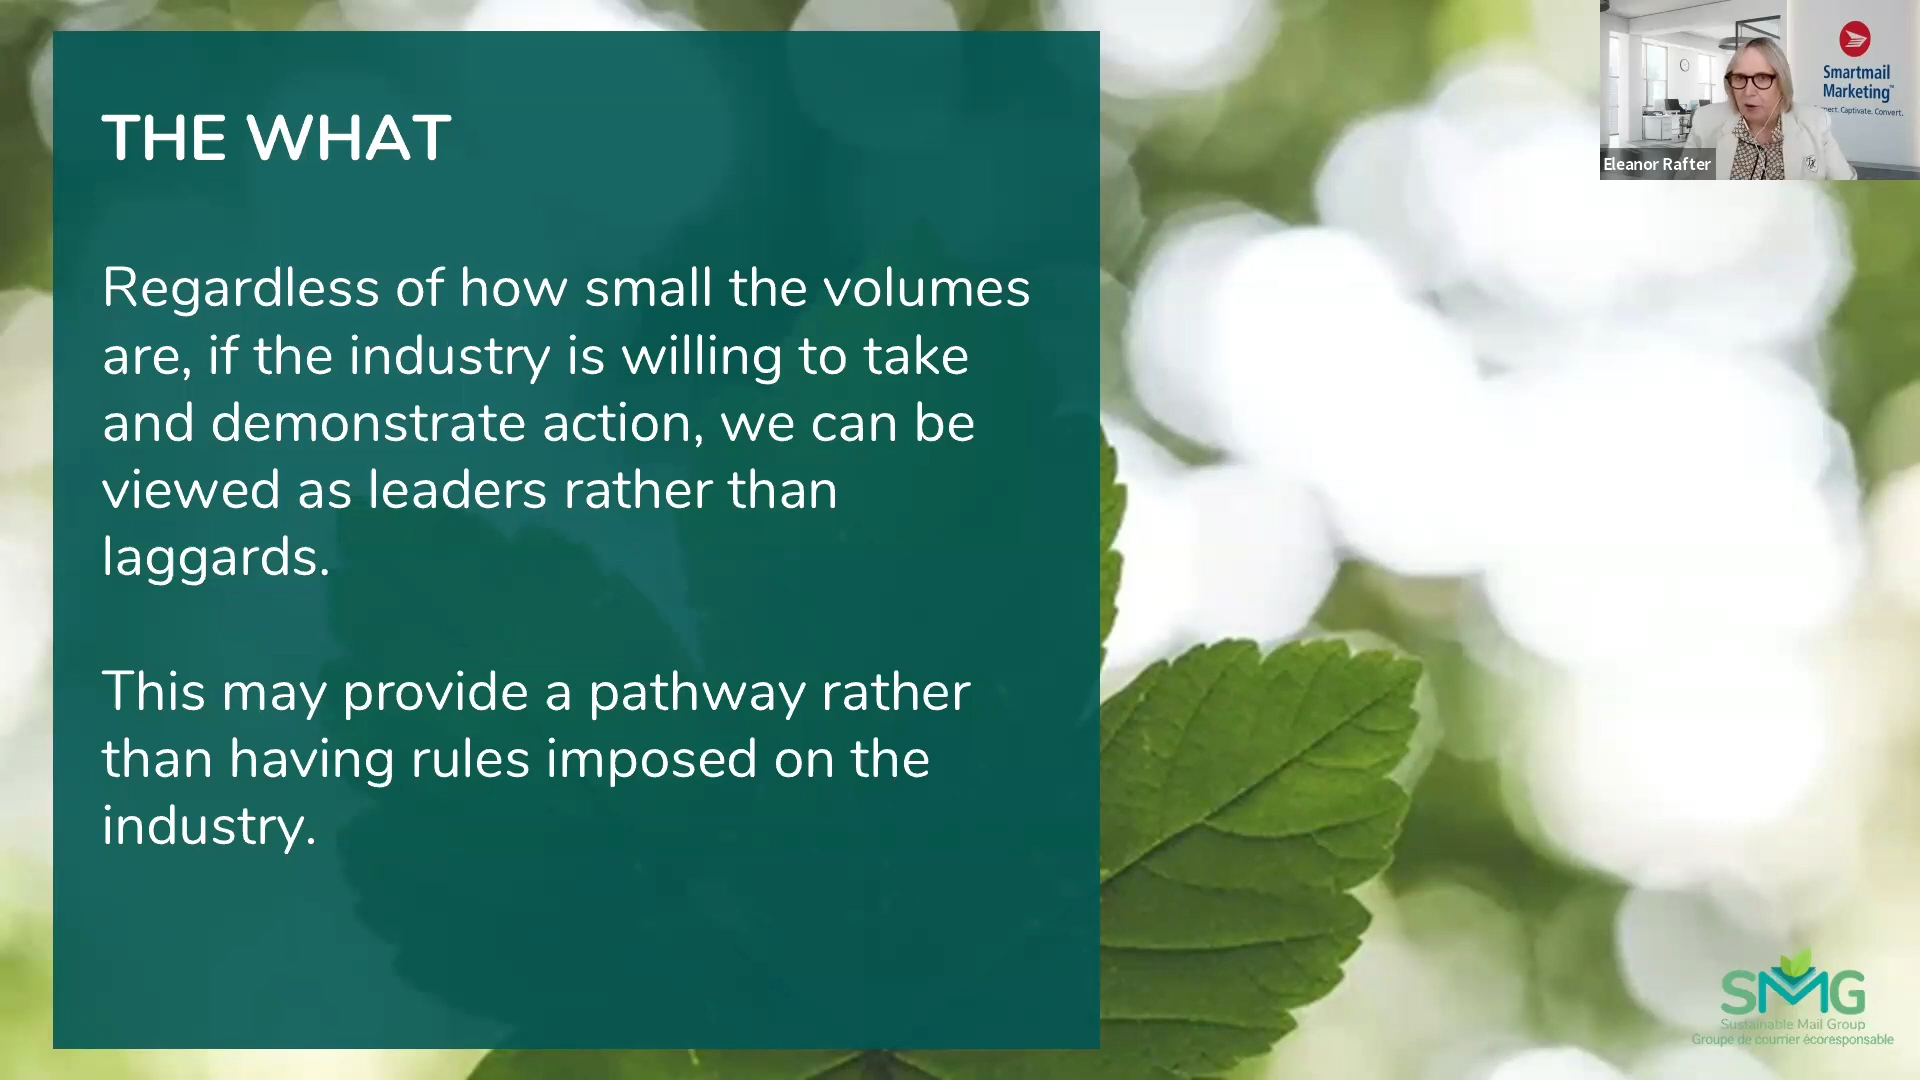 THE WHAT
Regardless of how small the volumes
are, if the industry is willing to take
and demonstrate action, we can be
viewed as leaders rather than
laggards.
This may provide a pathway rather
than having rules imposed on the
industry.
Smartmail
Marketing™
Captivate. Convert.
Eleanor Rafter
SMG
Sustainable Mail Group
Groupe de courrier écoresponsable